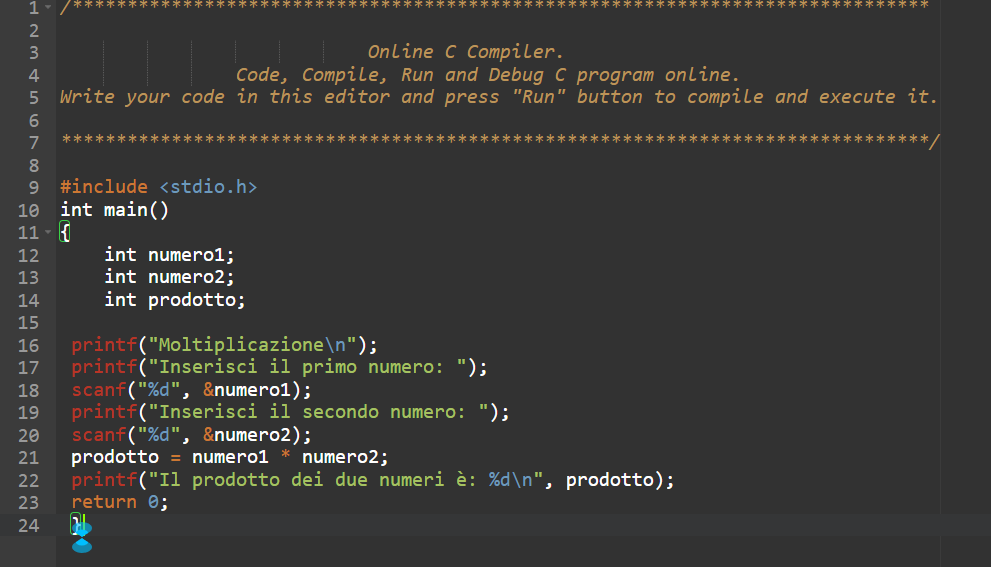 1 /******************************************************************************
2
3 Online C Compiler.
4 Code, Compile, Run and Debug C program online.
5 Write your code in this editor and press "Run" button to compile and execute it.
6
7 *******************************************************************************/
8
9 #include <stdio.h>
10 int main()
11 {
12 int numero1;
13 int numero2;
14 int prodotto;
15
16 printf("Moltiplicazione\n");
17 printf("Inserisci il primo numero: ");
18 scanf("%d", &numero1);
19 printf("Inserisci il secondo numero: ");
20 scanf("%d", &numero2);
21 prodotto = numero1 * numero2;
22 printf("Il prodotto dei due numeri è: %d\n", prodotto);
23 return 0;
24 }